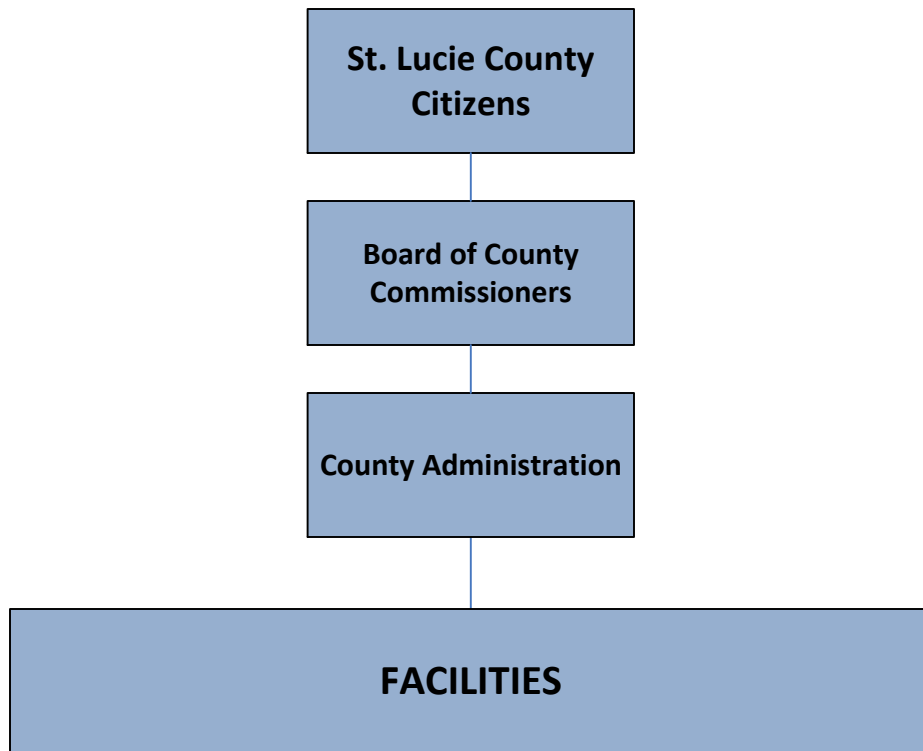 St. Lucie County
Citizens
Board of County
Commissioners
County Administration
FACILITIES